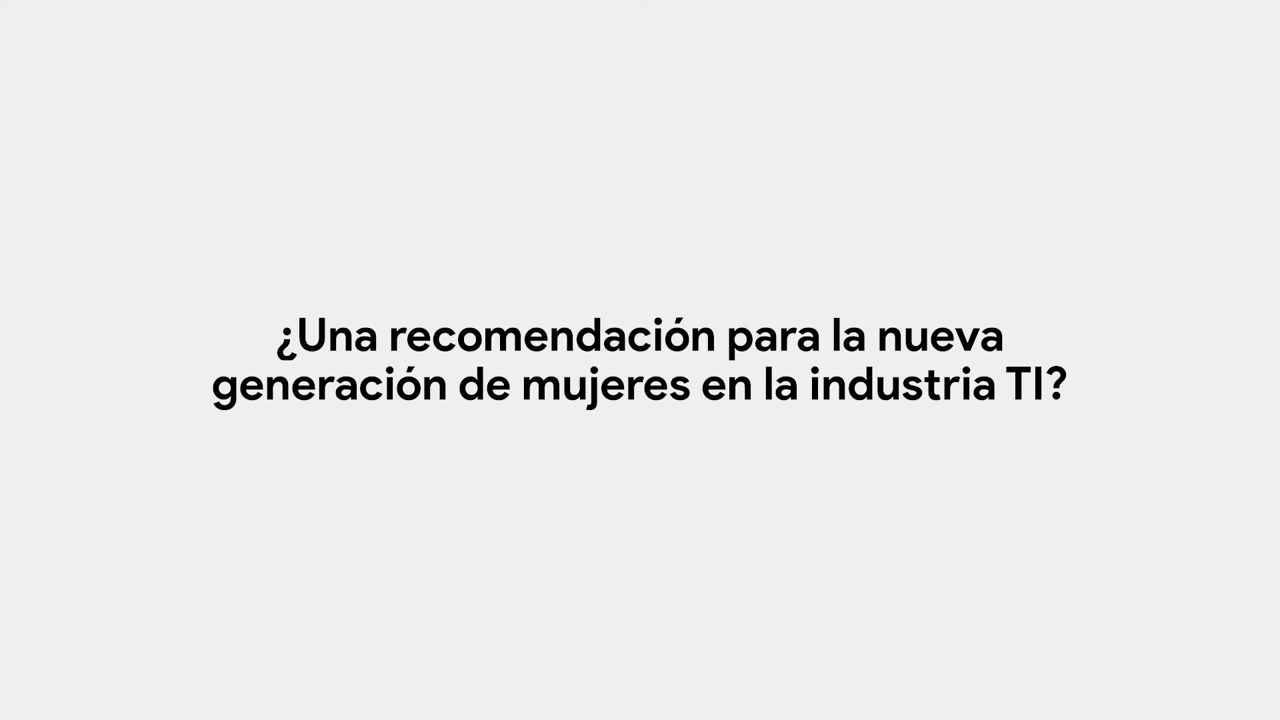 ¿Una recomendación para la nueva
generación de mujeres en la industria TI?